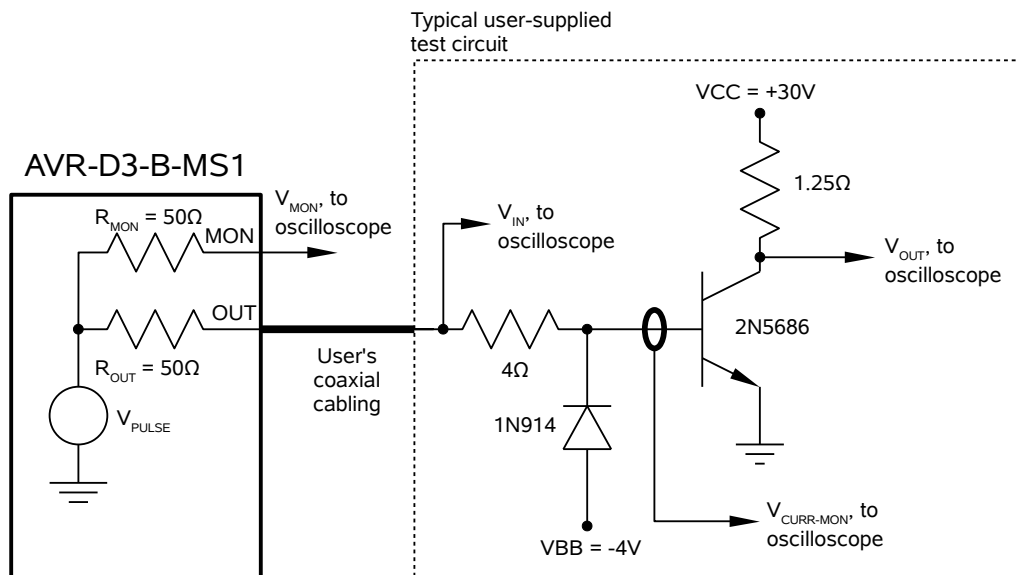 Typical user-supplied
test circuit
VCC = +30V
AVR-D3-B-MS1
1.25Ω
V_MON, to
oscilloscope
V_IN, to
oscilloscope
R_MON = 50Ω
MON
V_OUT, to
oscilloscope
OUT
2N5686
User's
coaxial
cabling
R_OUT = 50Ω
4Ω
V_PULSE
1N914
V_CURR-MON, to
oscilloscope
VBB = -4V